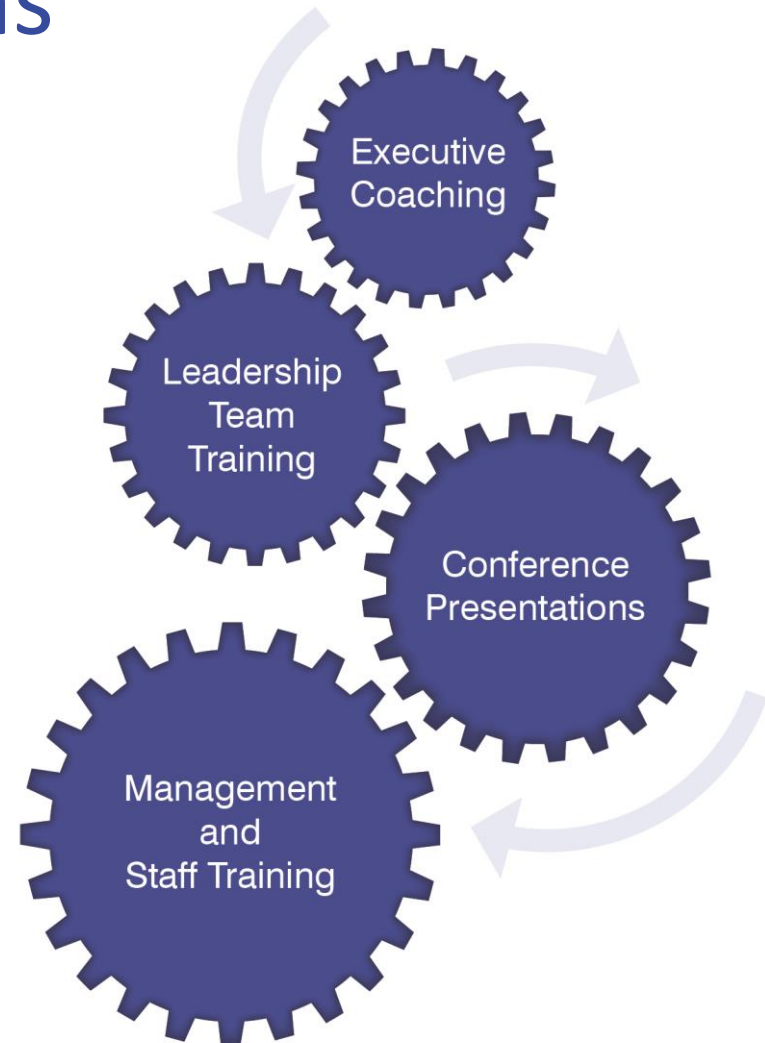 Executive
Coaching
Leadership
Team
Training
Conference
Presentations
Management
and
Staff Training